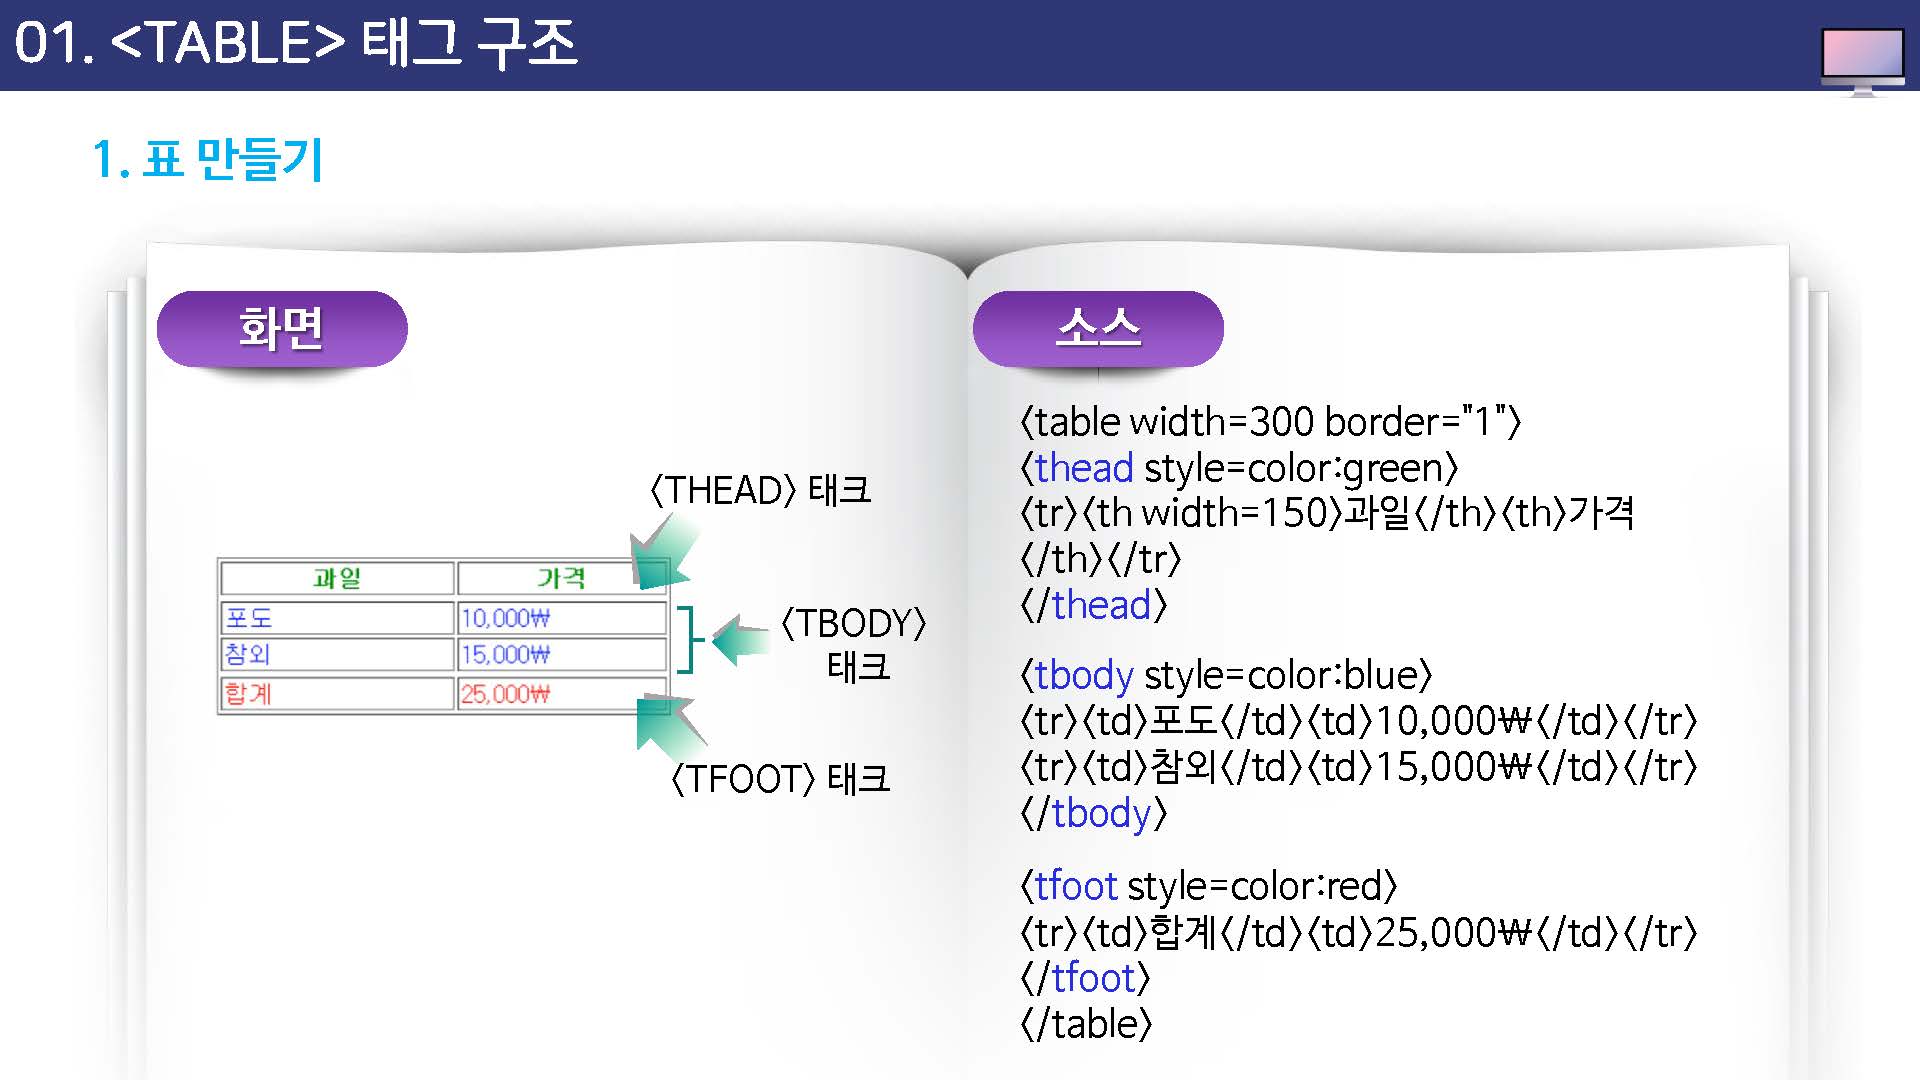 01. <TABLE> 태그 구조
1. 표 만들기
화면
<THEAD> 태크
과일 가격
포도 10,000₩
참외 15,000₩
합계 25,000₩
<TBODY>
태크
<TFOOT> 태크
소스
<table width=300 border="1">
<thead style=color:green>
<tr><th width=150>과일</th><th>가격
</th></tr>
</thead>
<tbody style=color:blue>
<tr><td>포도</td><td>10,000₩</td></tr>
<tr><td>참외</td><td>15,000₩</td></tr>
</tbody>
<tfoot style=color:red>
<tr><td>합계</td><td>25,000₩</td></tr>
</tfoot>
</table>